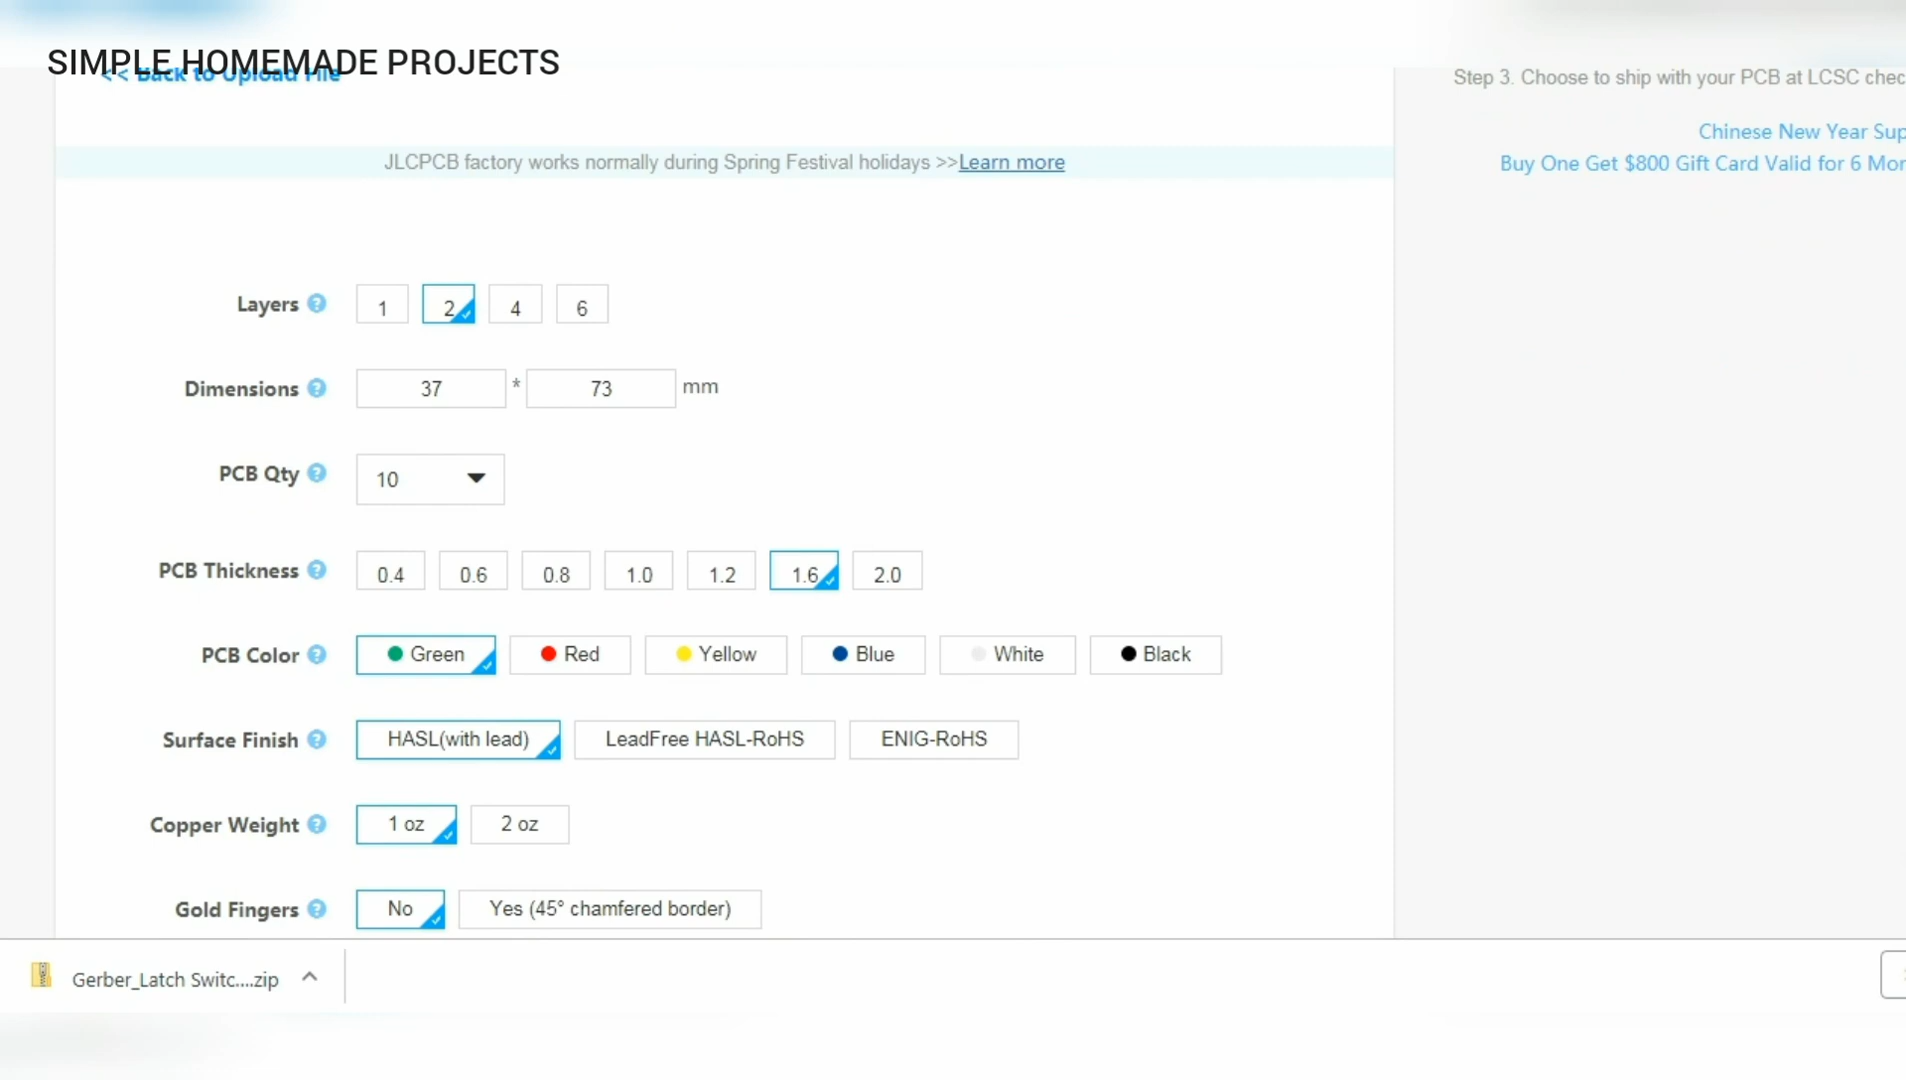 SIMPLE HOMEMADE PROJECTS
<< Back to Upload File
Step 3. Choose to ship with your PCB at LCSC
Chinese New Year
JLCPCB factory works normally during Spring Festival holidays >>Learn more
Buy One Get $800 Gift Card Valid for 6
Layers ? 1 2 4 6
Dimensions ? 37 * 73 mm
PCB Qty ? 10
PCB Thickness ? 0.4 0.6 0.8 1.0 1.2 1.6 2.0
PCB Color ? Green Red Yellow Blue White Black
Surface Finish ? HASL(with lead) LeadFree HASL-RoHS ENIG-RoHS
Copper Weight ? 1 oz 2 oz
Gold Fingers ? No Yes (45° chamfered border)
Gerber_Latch Switc....zip